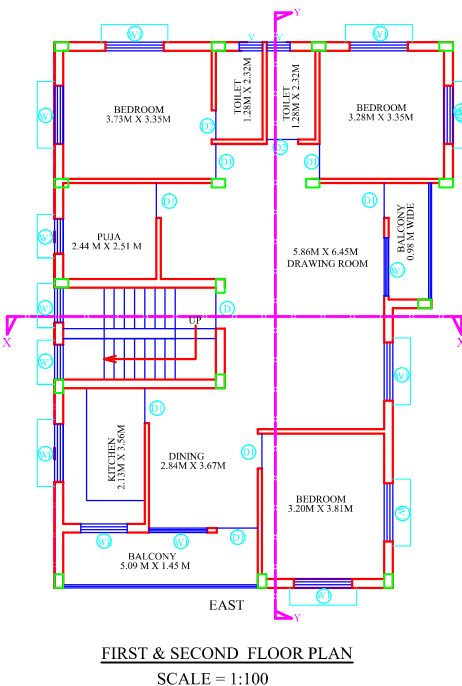 Y
W1
V
V
W1
BEDROOM
3.73M X 3.35M
TOILET
1.28M X 2.32M
TOILET
1.28M X 2.32M
BEDROOM
3.28M X 3.35M
D2
D2
D1
D1
D1
D1
PUJA
2.44 M X 2.51 M
5.86M X 6.45M
DRAWING ROOM
BALCONY
0.98 M WIDE
D
UP
X
X
D1
KITCHEN
2.13M X 3.56M
DINING
2.84M X 3.67M
D1
W1
BEDROOM
3.20M X 3.81M
W1
W1
D1
BALCONY
5.09 M X 1.45 M
W1
EAST
Y
FIRST & SECOND FLOOR PLAN
SCALE = 1:100